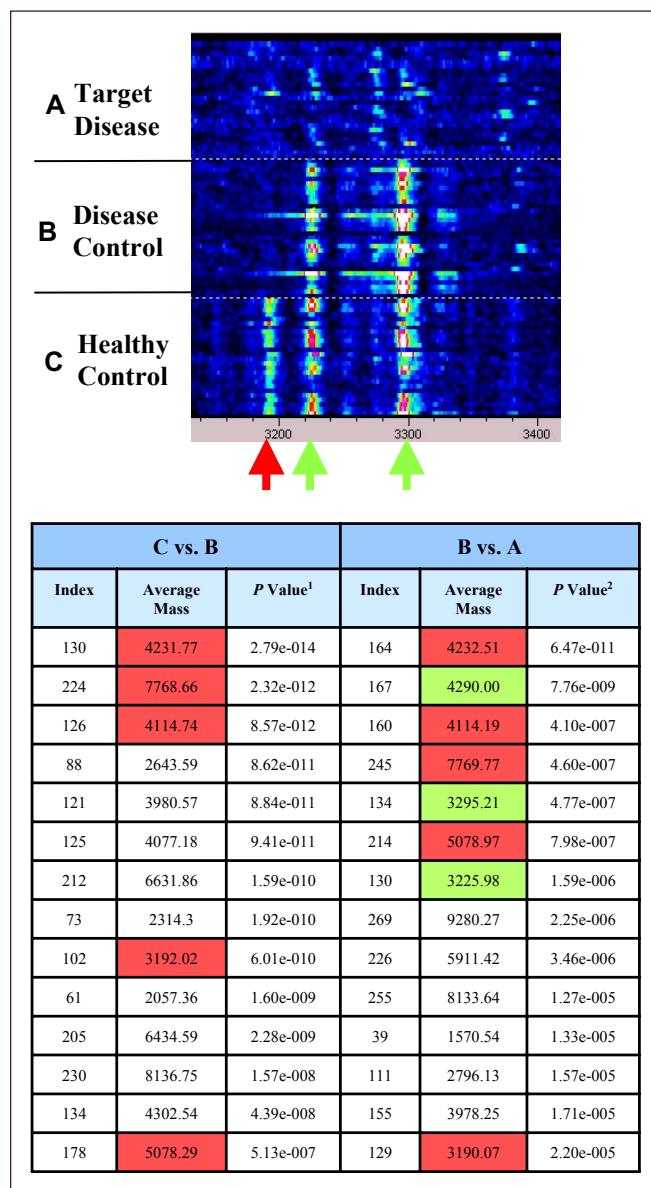 A Target
Disease
B Disease
Control
C Healthy
Control
3200 3300 3400
C vs. B B vs. A
Index Average Mass P Value1 Index Average Mass P Value2
130 4231.77 2.79e-014 164 4232.51 6.47e-011
224 7768.66 2.32e-012 167 4290.00 7.76e-009
126 4114.74 8.57e-012 160 4114.19 4.10e-007
88 2643.59 8.62e-011 245 7769.77 4.60e-007
121 3980.57 8.84e-011 134 3295.21 4.77e-007
125 4077.18 9.41e-011 214 5078.97 7.98e-007
212 6631.86 1.59e-010 130 3225.98 1.59e-006
73 2314.3 1.92e-010 269 9280.27 2.25e-006
102 3192.02 6.01e-010 226 5911.42 3.46e-006
61 2057.36 1.60e-009 255 8133.64 1.27e-005
205 6434.59 2.28e-009 39 1570.54 1.33e-005
230 8136.75 1.57e-008 111 2796.13 1.57e-005
134 4302.54 4.39e-008 155 3978.25 1.71e-005
178 5078.29 5.13e-007 129 3190.07 2.20e-005